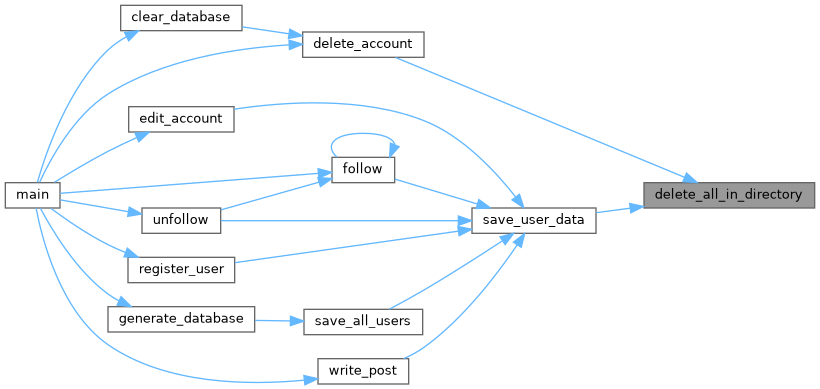 clear_database
delete_account
edit_account
follow
main
delete_all_in_directory
unfollow
save_user_data
register_user
generate_database
save_all_users
write_post